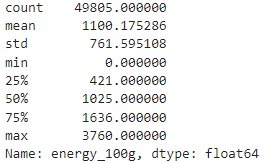 count    49805.000000
mean      1100.175286
std        761.595108
min          0.000000
25%        421.000000
50%       1025.000000
75%       1636.000000
max       3760.000000
Name: energy_100g, dtype: float64